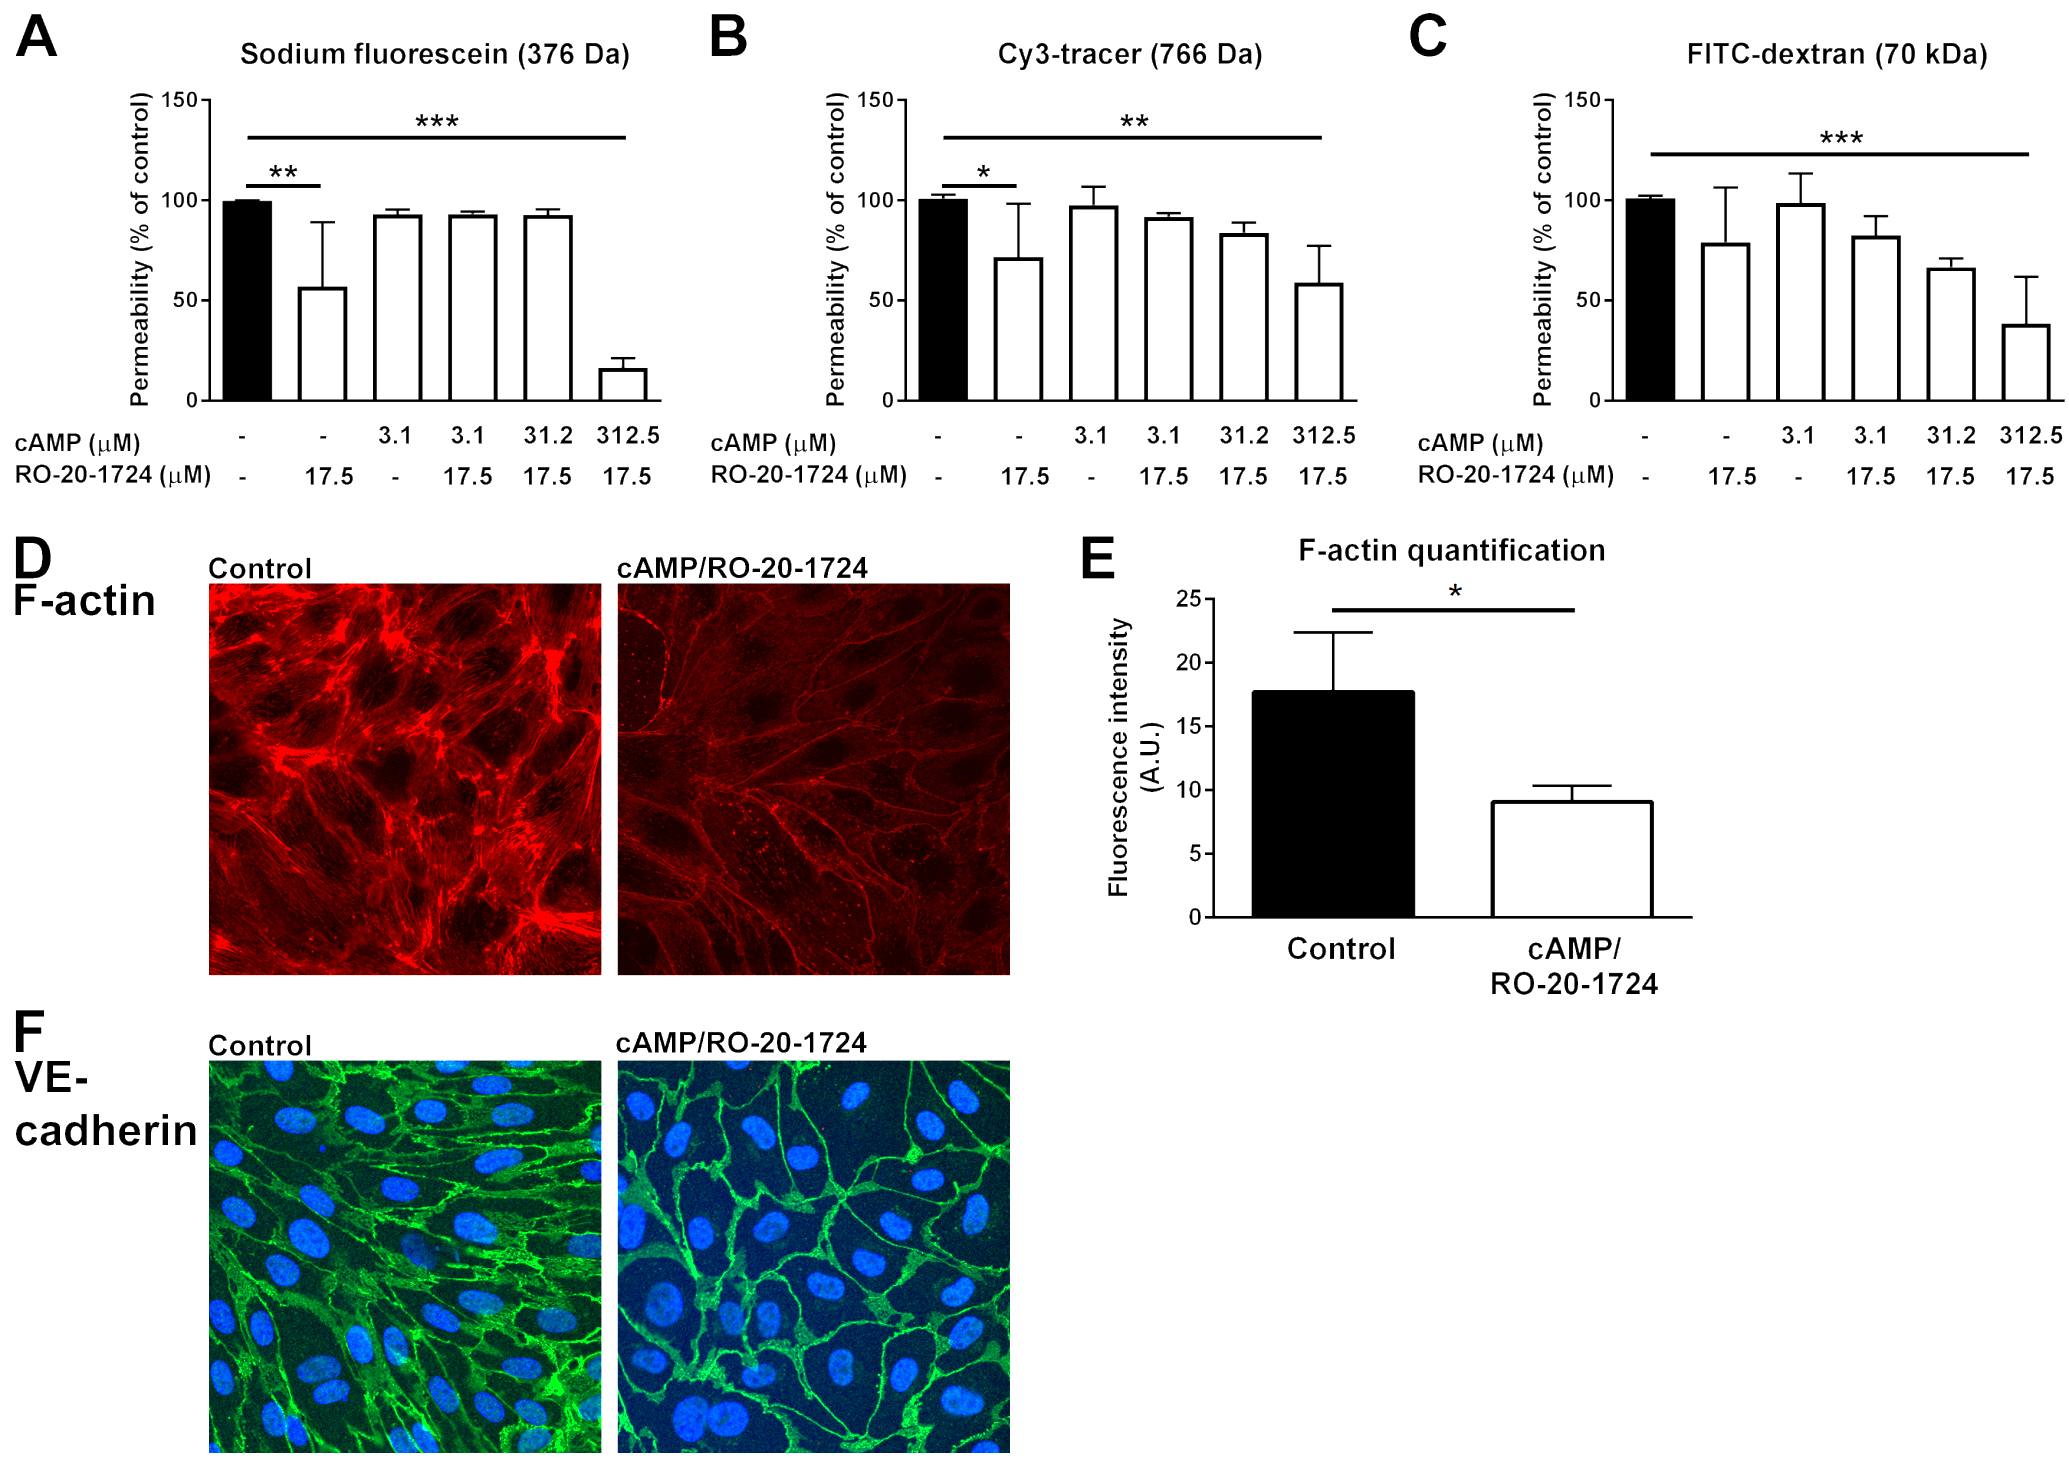 A
Sodium fluorescein (376 Da)
Permeability (% of control)
150
100
50
0
***
**
cAMP (µM) - - 3.1 3.1 31.2 312.5
RO-20-1724 (µM) - 17.5 - 17.5 17.5 17.5
B
Cy3-tracer (766 Da)
Permeability (% of control)
150
100
50
0
**
*
cAMP (µM) - - 3.1 3.1 31.2 312.5
RO-20-1724 (µM) - 17.5 - 17.5 17.5 17.5
C
FITC-dextran (70 kDa)
Permeability (% of control)
150
100
50
0
***
cAMP (µM) - - 3.1 3.1 31.2 312.5
RO-20-1724 (µM) - 17.5 - 17.5 17.5 17.5
D
F-actin
Control
cAMP/RO-20-1724
E
F-actin quantification
Fluorescence intensity
(A.U.)
25
20
15
10
5
0
*
Control
cAMP/
RO-20-1724
F
VE-
cadherin
Control
cAMP/RO-20-1724